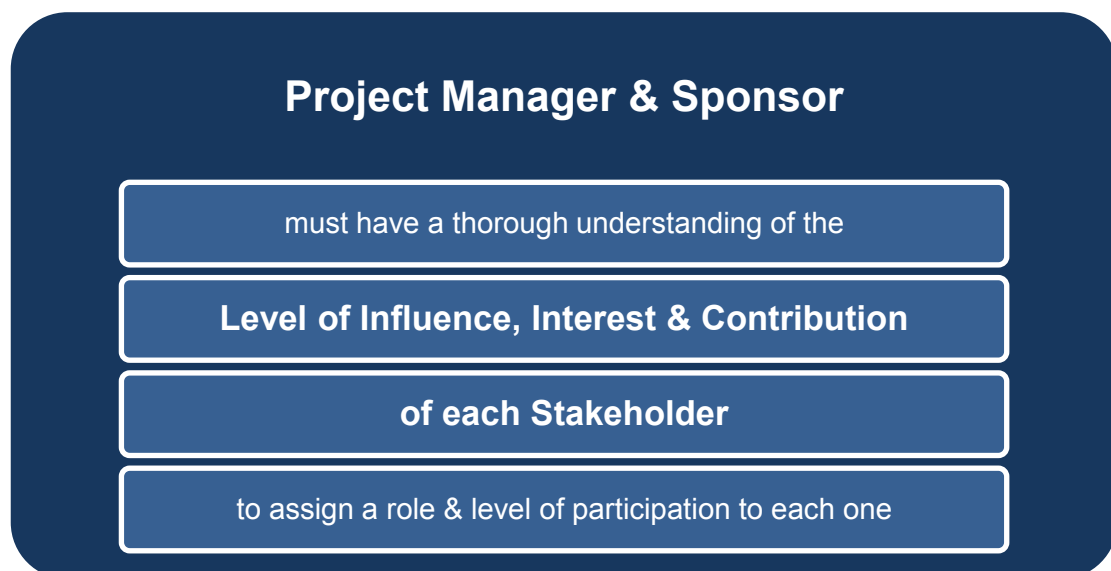 Project Manager & Sponsor
must have a thorough understanding of the
Level of Influence, Interest & Contribution
of each Stakeholder
to assign a role & level of participation to each one